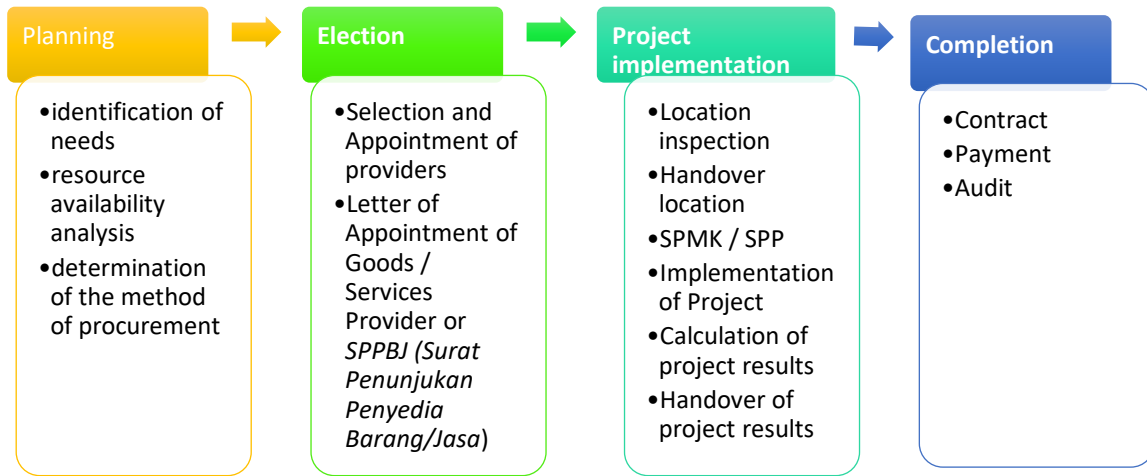 Planning
•identification of
needs
•resource
availability
analysis
•determination
of the method
of procurement
Election
•Selection and
Appointment of
providers
•Letter of
Appointment of
Goods /
Services
Provider or
SPPBJ (Surat
Penunjukan
Penyedia
Barang/Jasa)
Project
implementation
•Location
inspection
•Handover
location
•SPMK / SPP
•Implementation
of Project
•Calculation of
project results
•Handover of
project results
Completion
•Contract
•Payment
•Audit